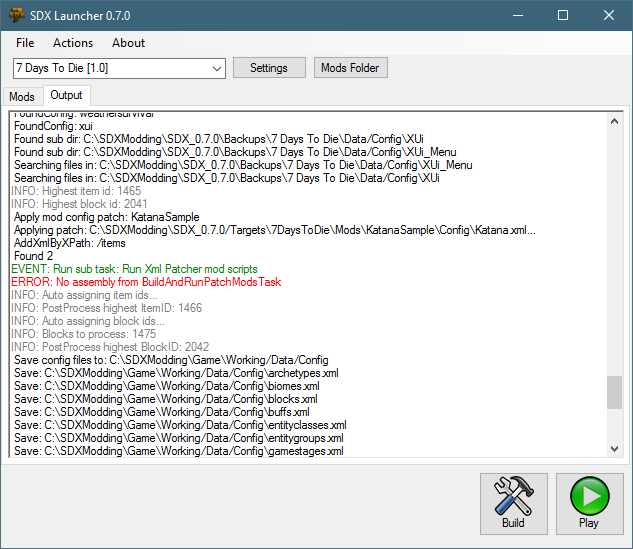 SDX Launcher 0.7.0
File Actions About
7 Days To Die [1.0] Settings Mods Folder
Mods Output
FoundConfig: weathersurvival
FoundConfig: xui
Found sub dir: C:\SDXModding\SDX_0.7.0\Backups\7 Days To Die\Data/Config\XUi
Found sub dir: C:\SDXModding\SDX_0.7.0\Backups\7 Days To Die\Data/Config\XUi_Menu
Searching files in: C:\SDXModding\SDX_0.7.0\Backups\7 Days To Die\Data/Config\XUi_Menu
Searching files in: C:\SDXModding\SDX_0.7.0\Backups\7 Days To Die\Data/Config\XUi
INFO: Highest item id: 1465
INFO: Highest block id: 2041
Apply mod config patch: KatanaSample
Applying patch: C:\SDXModding\SDX_0.7.0/Targets\7DaysToDie\Mods\KatanaSample\Config\Katana.xml...
AddXmlByXPath: /items
Found 2
EVENT: Run sub task: Run Xml Patcher mod scripts
ERROR: No assembly from BuildAndRunPatchModsTask
INFO: Auto assigning item ids...
INFO: PostProcess highest ItemID: 1466
INFO: Auto assigning block ids...
INFO: Blocks to process: 1475
INFO: PostProcess highest BlockID: 2042
Save config files to: C:\SDXModding\Game\Working/Data/Config
Save: C:\SDXModding\Game\Working/Data/Config\archetypes.xml
Save: C:\SDXModding\Game\Working/Data/Config\biomes.xml
Save: C:\SDXModding\Game\Working/Data/Config\blocks.xml
Save: C:\SDXModding\Game\Working/Data/Config\buffs.xml
Save: C:\SDXModding\Game\Working/Data/Config\entityclasses.xml
Save: C:\SDXModding\Game\Working/Data/Config\entitygroups.xml
Save: C:\SDXModding\Game\Working/Data/Config\gamestages.xml
Build Play